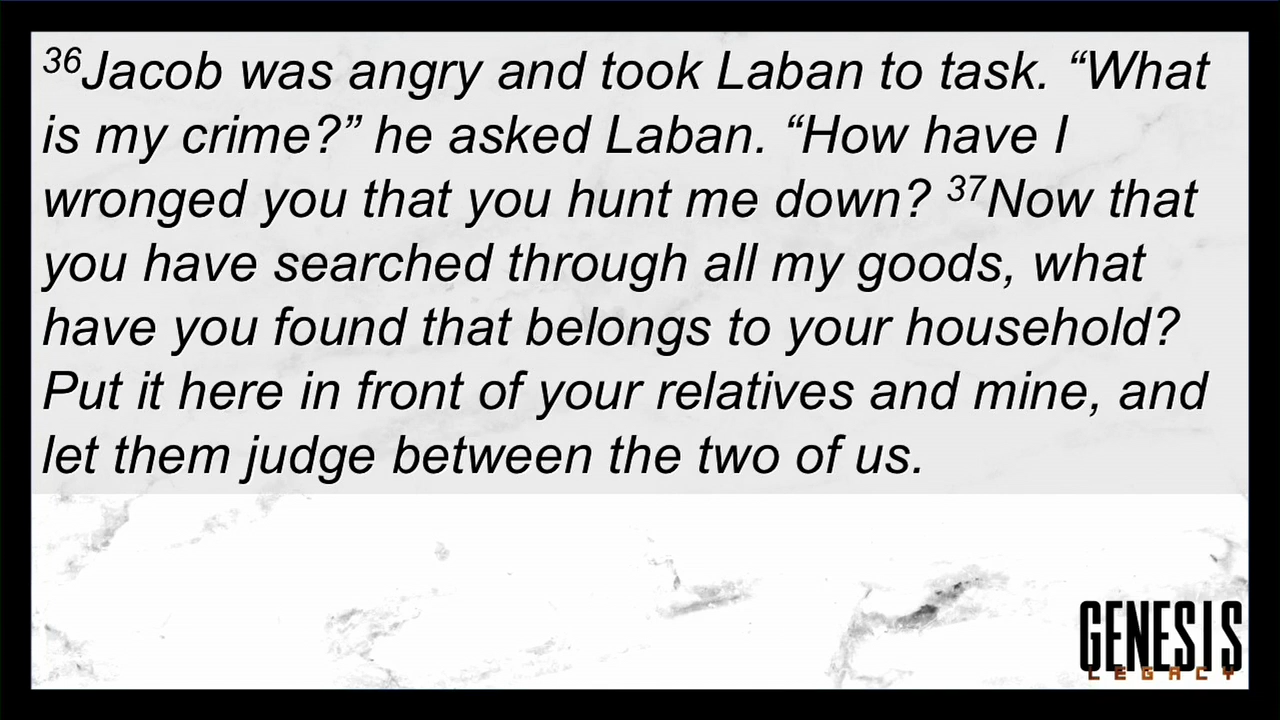 36Jacob was angry and took Laban to task. “What
is my crime?” he asked Laban. “How have I
wronged you that you hunt me down? 37Now that
you have searched through all my goods, what
have you found that belongs to your household?
Put it here in front of your relatives and mine, and
let them judge between the two of us.
GENESIS
LEGACY